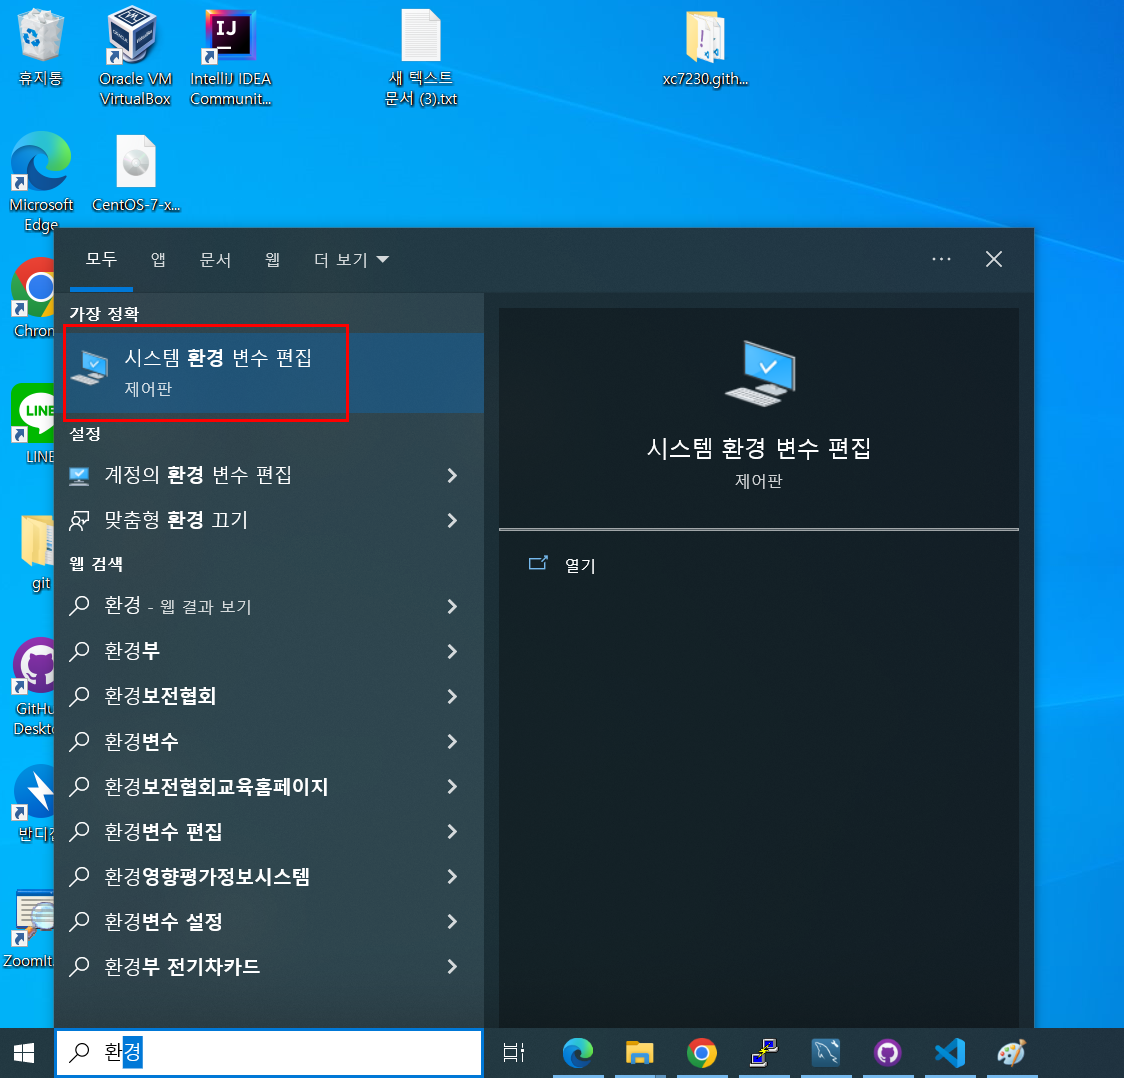 휴지통
Oracle VM
VirtualBox
IJ
IntelliJ IDEA
Communit...
새 텍스트
문서 (3).txt
xc7230.gith...
Microsoft
Edge
CentOS-7-x...
모두
앱
문서
웹
더 보기
가장 정확
시스템 환경 변수 편집
제어판
설정
계정의 환경 변수 편집
맞춤형 환경 끄기
웹 검색
환경 - 웹 결과 보기
환경부
환경보전협회
환경변수
환경보전협회교육홈페이지
환경변수 편집
환경영향평가정보시스템
환경변수 설정
환경부 전기차카드
시스템 환경 변수 편집
제어판
열기
Chrom
LINE
LINE
git
GitHu
Deskto
반디
ZoomIt
환경